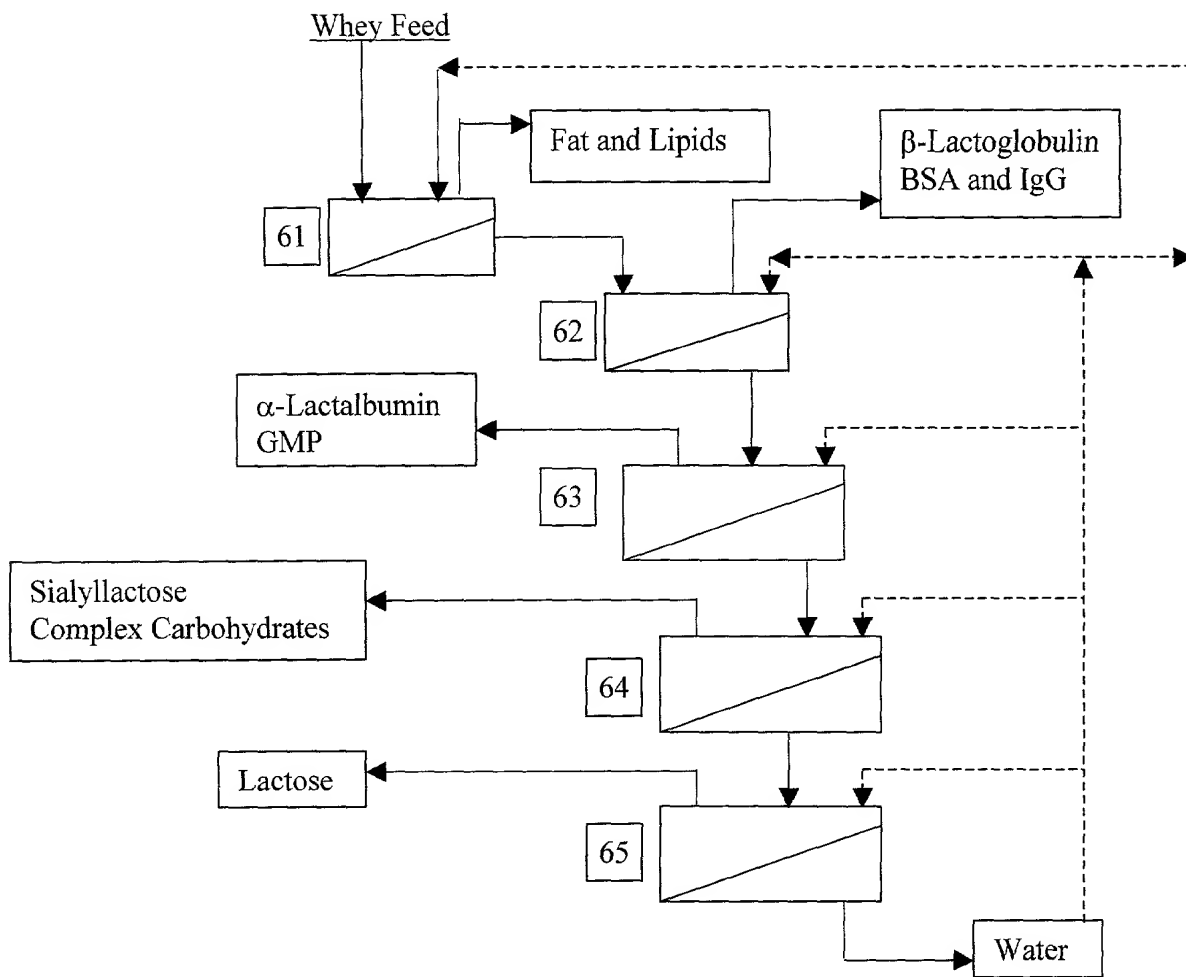 Whey Feed
Fat and Lipids
β-Lactoglobulin
BSA and IgG
61
62
α-Lactalbumin
GMP
63
Sialyllactose
Complex Carbohydrates
64
Lactose
65
Water